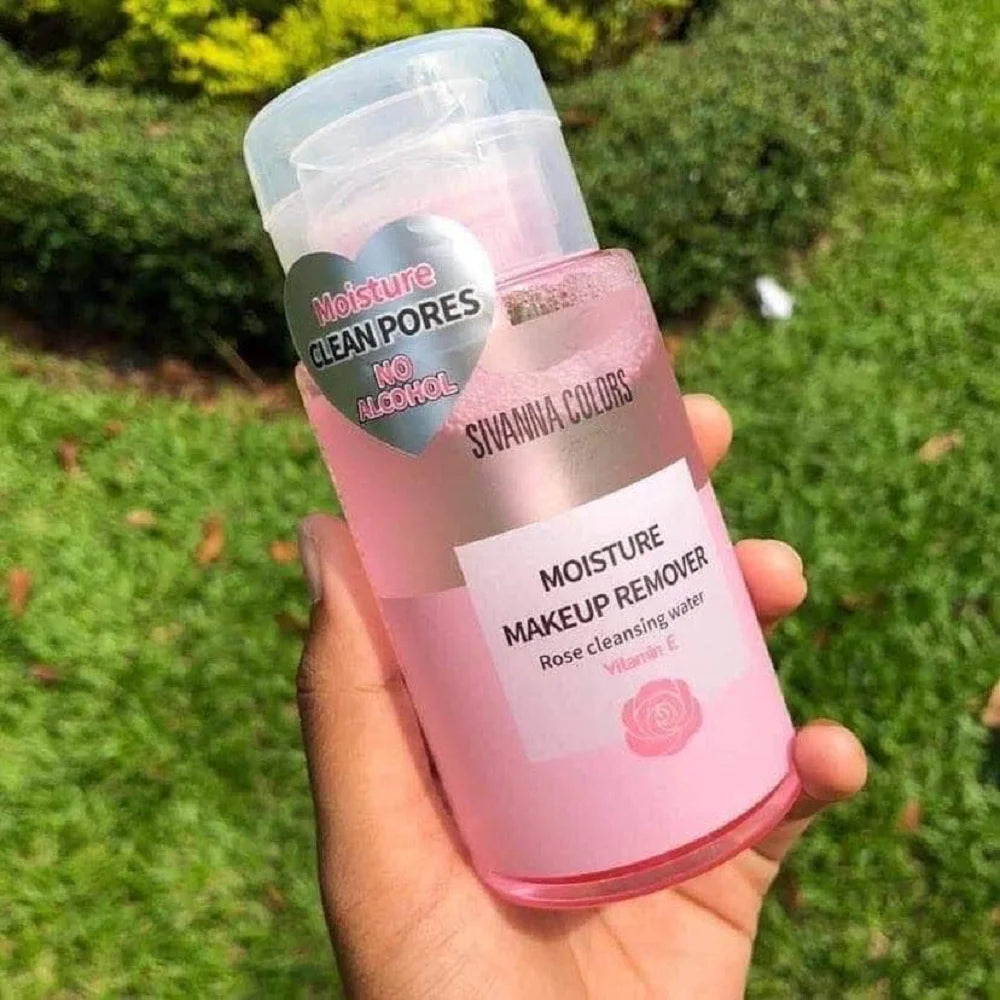 Moisture
CLEAN PORES
NO
ALCOHOL
SIVANNA COLORS
MOISTURE
MAKEUP REMOVER
Rose cleansing water
Vitamin E